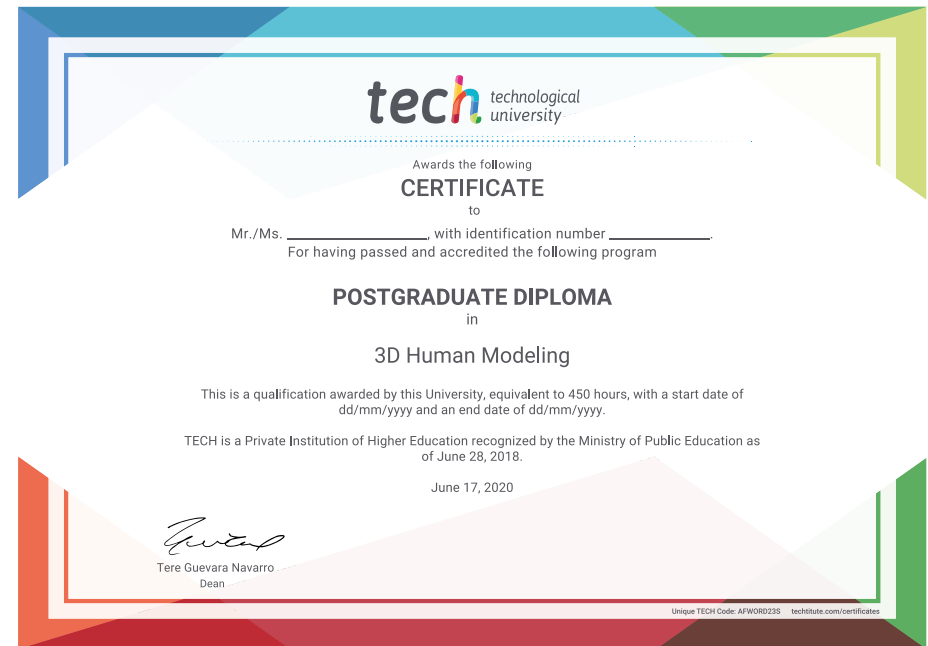 tech technological
university
Awards the following
CERTIFICATE
to
Mr./Ms. ____________________, with identification number ______________.
For having passed and accredited the following program
POSTGRADUATE DIPLOMA
in
3D Human Modeling
This is a qualification awarded by this University, equivalent to 450 hours, with a start date of
dd/mm/yyyy and an end date of dd/mm/yyyy.
TECH is a Private Institution of Higher Education recognized by the Ministry of Public Education as
of June 28, 2018.
June 17, 2020
Tere Guevara Navarro
Dean
Unique TECH Code: AFWORD23S techtitute.com/certificates